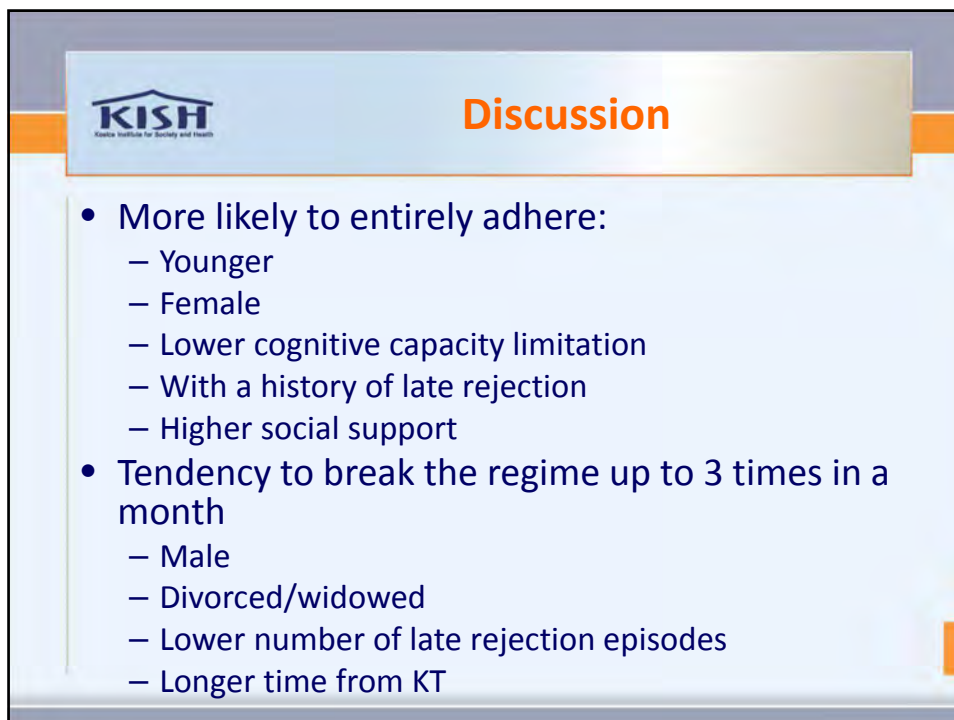 KISH
Kosice Institute for Society and Health
Discussion
• More likely to entirely adhere:
– Younger
– Female
– Lower cognitive capacity limitation
– With a history of late rejection
– Higher social support
• Tendency to break the regime up to 3 times in a
month
– Male
– Divorced/widowed
– Lower number of late rejection episodes
– Longer time from KT